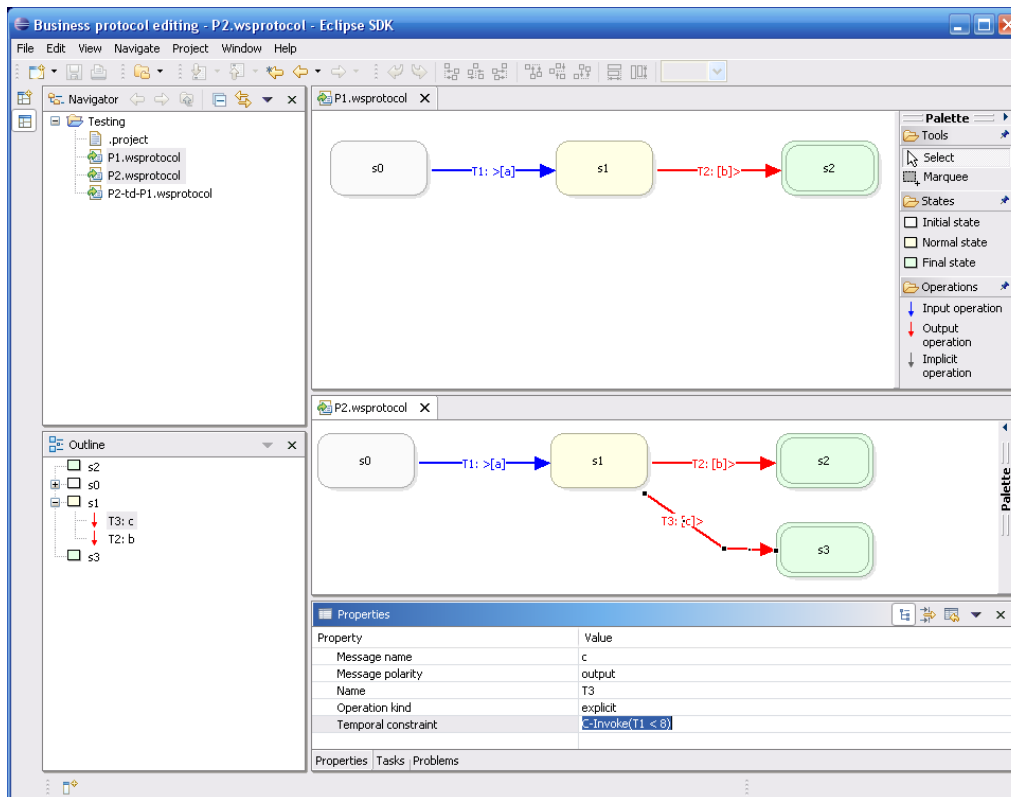 Business protocol editing - P2.wsprotocol - Eclipse SDK
File Edit View Navigate Project Window Help
Navigator
Testing
.project
P1.wsprotocol
P2.wsprotocol
P2-td-P1.wsprotocol
P1.wsprotocol
s0
T1: >[a]
s1
T2: [b]>
s2
Palette
Tools
Select
Marquee
States
Initial state
Normal state
Final state
Operations
Input operation
Output
operation
Implicit
operation
Outline
s2
s0
s1
T3: c
T2: b
s3
P2.wsprotocol
s0
T1: >[a]
s1
T2: [b]>
s2
T3: [c]>
s3
Palette
Properties
Property Value
Message name c
Message polarity output
Name T3
Operation kind explicit
Temporal constraint C-Invoke(T1 < 8)
Properties Tasks Problems